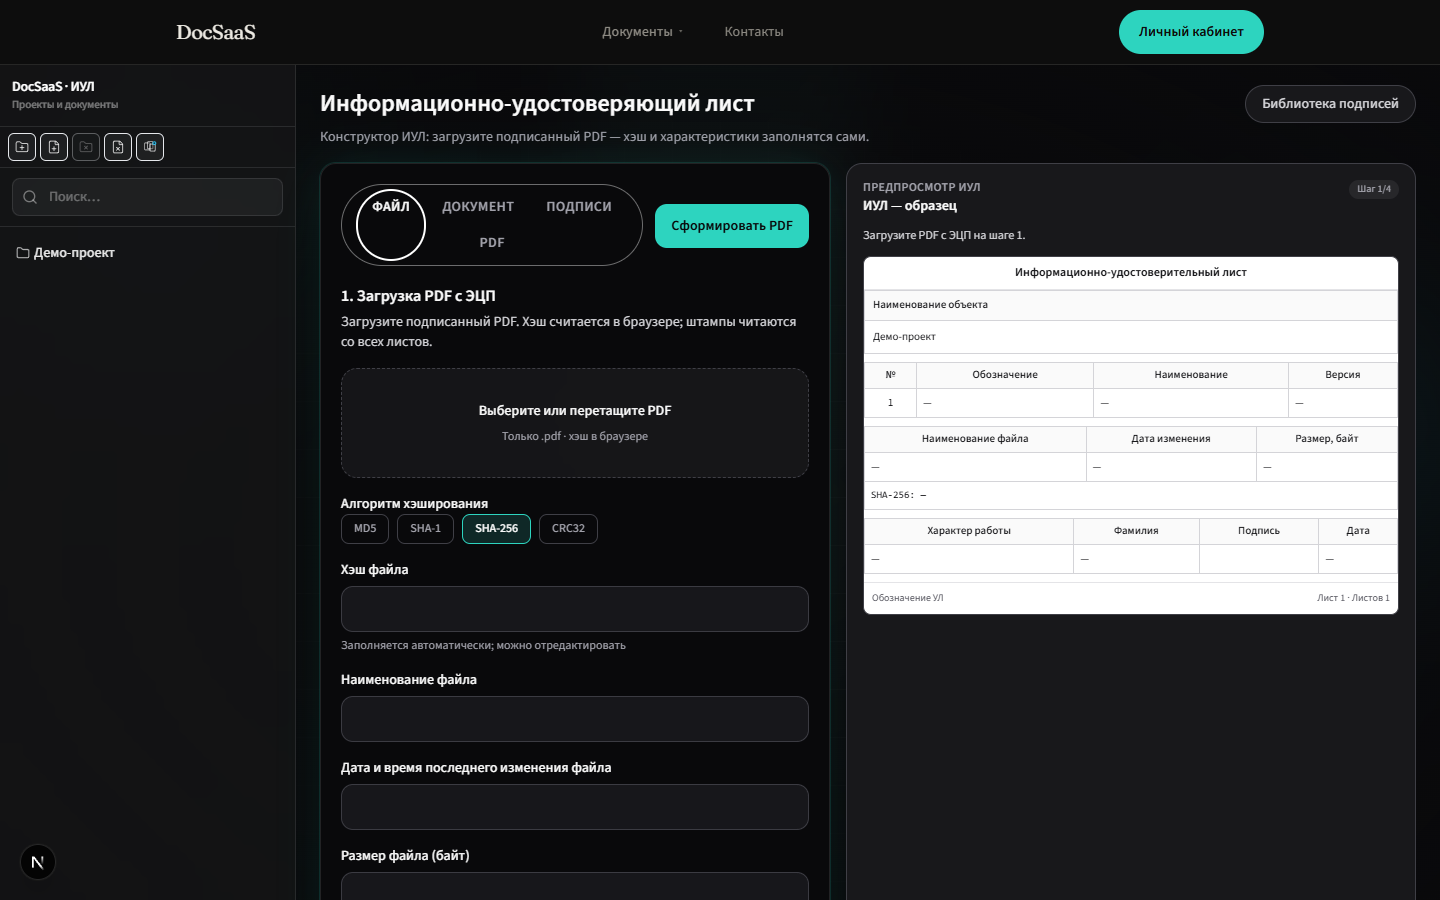 DocSaaS
Документы
Контакты
Личный кабинет
DocSaaS · ИУЛ
Проекты и документы
Поиск...
Демо-проект
Информационно-удостоверяющий лист
Конструктор ИУЛ: загрузите подписанный PDF — хэш и характеристики заполнятся сами.
Библиотека подписей
ФАЙЛ
ДОКУМЕНТ
ПОДПИСИ
PDF
Сформировать PDF
1. Загрузка PDF с ЭЦП
Загрузите подписанный PDF. Хэш считается в браузере; штампы читаются
со всех листов.
Выберите или перетащите PDF
Только .pdf · хэш в браузере
Алгоритм хэширования
MD5
SHA-1
SHA-256
CRC32
Хэш файла
Заполняется автоматически; можно отредактировать
Наименование файла
Дата и время последнего изменения файла
Размер файла (байт)
ПРЕДПРОСМОТР ИУЛ
Шаг 1/4
ИУЛ — образец
Загрузите PDF с ЭЦП на шаге 1.
Информационно-удостоверительный лист
Наименование объекта
Демо-проект
№ Обозначение Наименование Версия
1 — — —
Наименование файла Дата изменения Размер, байт
— — —
SHA-256: —
Характер работы Фамилия Подпись Дата
— — —
Обозначение УЛ
Лист 1 · Листов 1
N